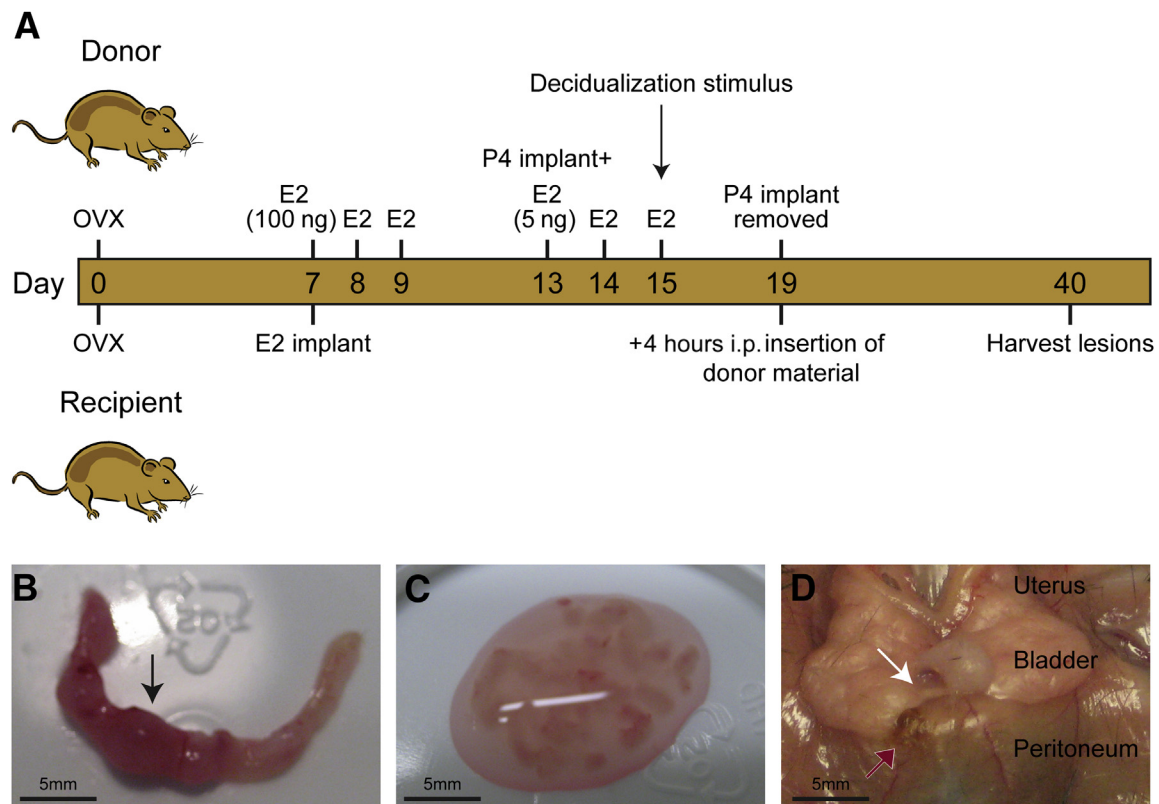 A
Donor
Decidualization stimulus
P4 implant+
E2
(100 ng)
E2
E2
E2
(5 ng)
E2
E2
P4 implant
removed
OVX
Day
0
7
8
9
13
14
15
19
40
OVX
E2 implant
+4 hours i.p. insertion of
donor material
Harvest lesions
Recipient
B
5mm
C
5mm
D
Uterus
Bladder
Peritoneum
5mm